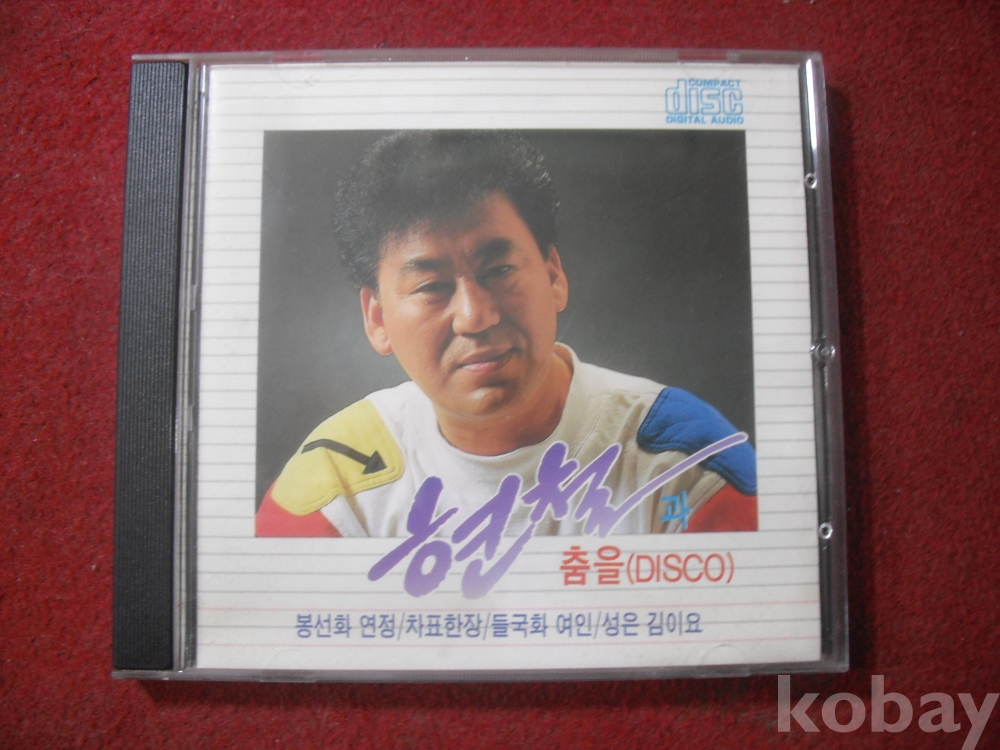 COMPACT
disc
DIGITAL AUDIO
현철과
춤을(DISCO)
봉선화 연정/차표한장/들국화 여인/성은 김이요
kobay